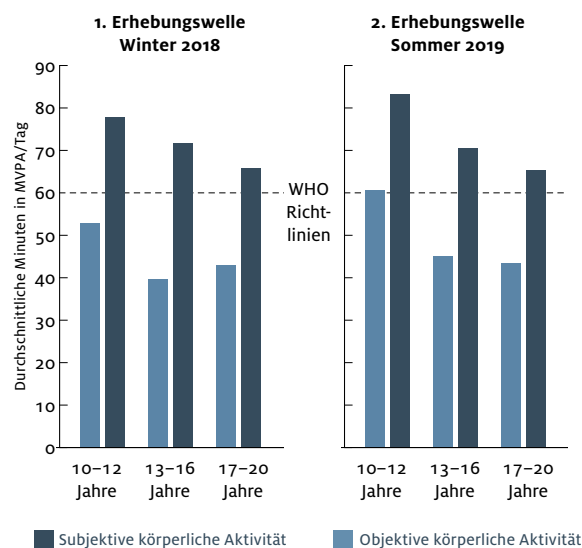 1. Erhebungswelle
Winter 2018
2. Erhebungswelle
Sommer 2019
Durchschnittliche Minuten in MVPA/Tag
90
80
70
60
50
40
30
20
10
0
WHO
Richt-
linien
10–12
Jahre
13–16
Jahre
17–20
Jahre
10–12
Jahre
13–16
Jahre
17–20
Jahre
Subjektive körperliche Aktivität
Objektive körperliche Aktivität